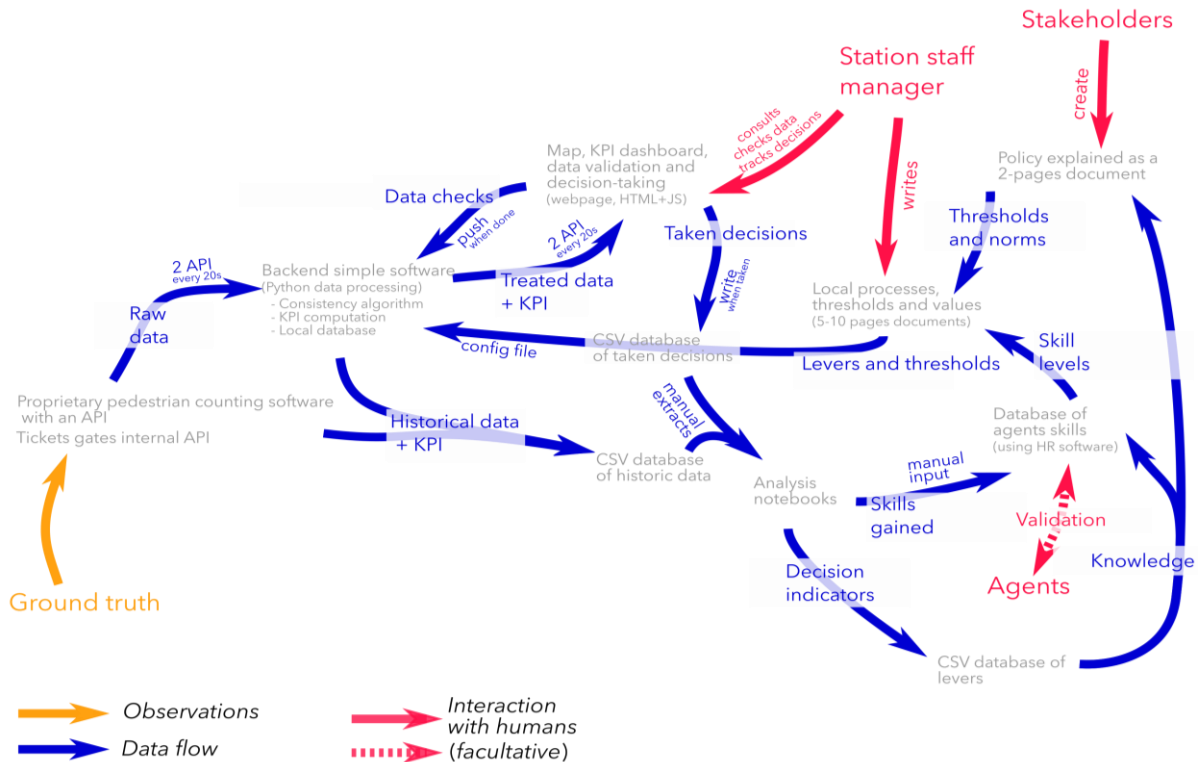 Stakeholders
create
Station staff
manager
consults
checks data
tracks decisions
writes
Map, KPI dashboard,
data validation and
decision-taking
(webpage, HTML+JS)
Policy explained as a
2-pages document
Data checks
push
when done
Taken decisions
write
when taken
Thresholds
and norms
2 API
every 20s
Raw
data
Backend simple software
(Python data processing)
- Consistency algorithm
- KPI computation
- Local database
2 API
every 20s
Treated data
+ KPI
Local processes,
thresholds and values
(5-10 pages documents)
config file
CSV database
of taken decisions
Levers and thresholds
Skill
levels
Proprietary pedestrian counting software
with an API
Tickets gates internal API
Historical data
+ KPI
manual
extracts
CSV database
of historic data
Database of
agents skills
(using HR software)
Analysis
notebooks
manual
input
Skills
gained
Validation
Agents
Knowledge
Decision
indicators
Ground truth
CSV database of
levers
Observations
Data flow
Interaction
with humans
(facultative)